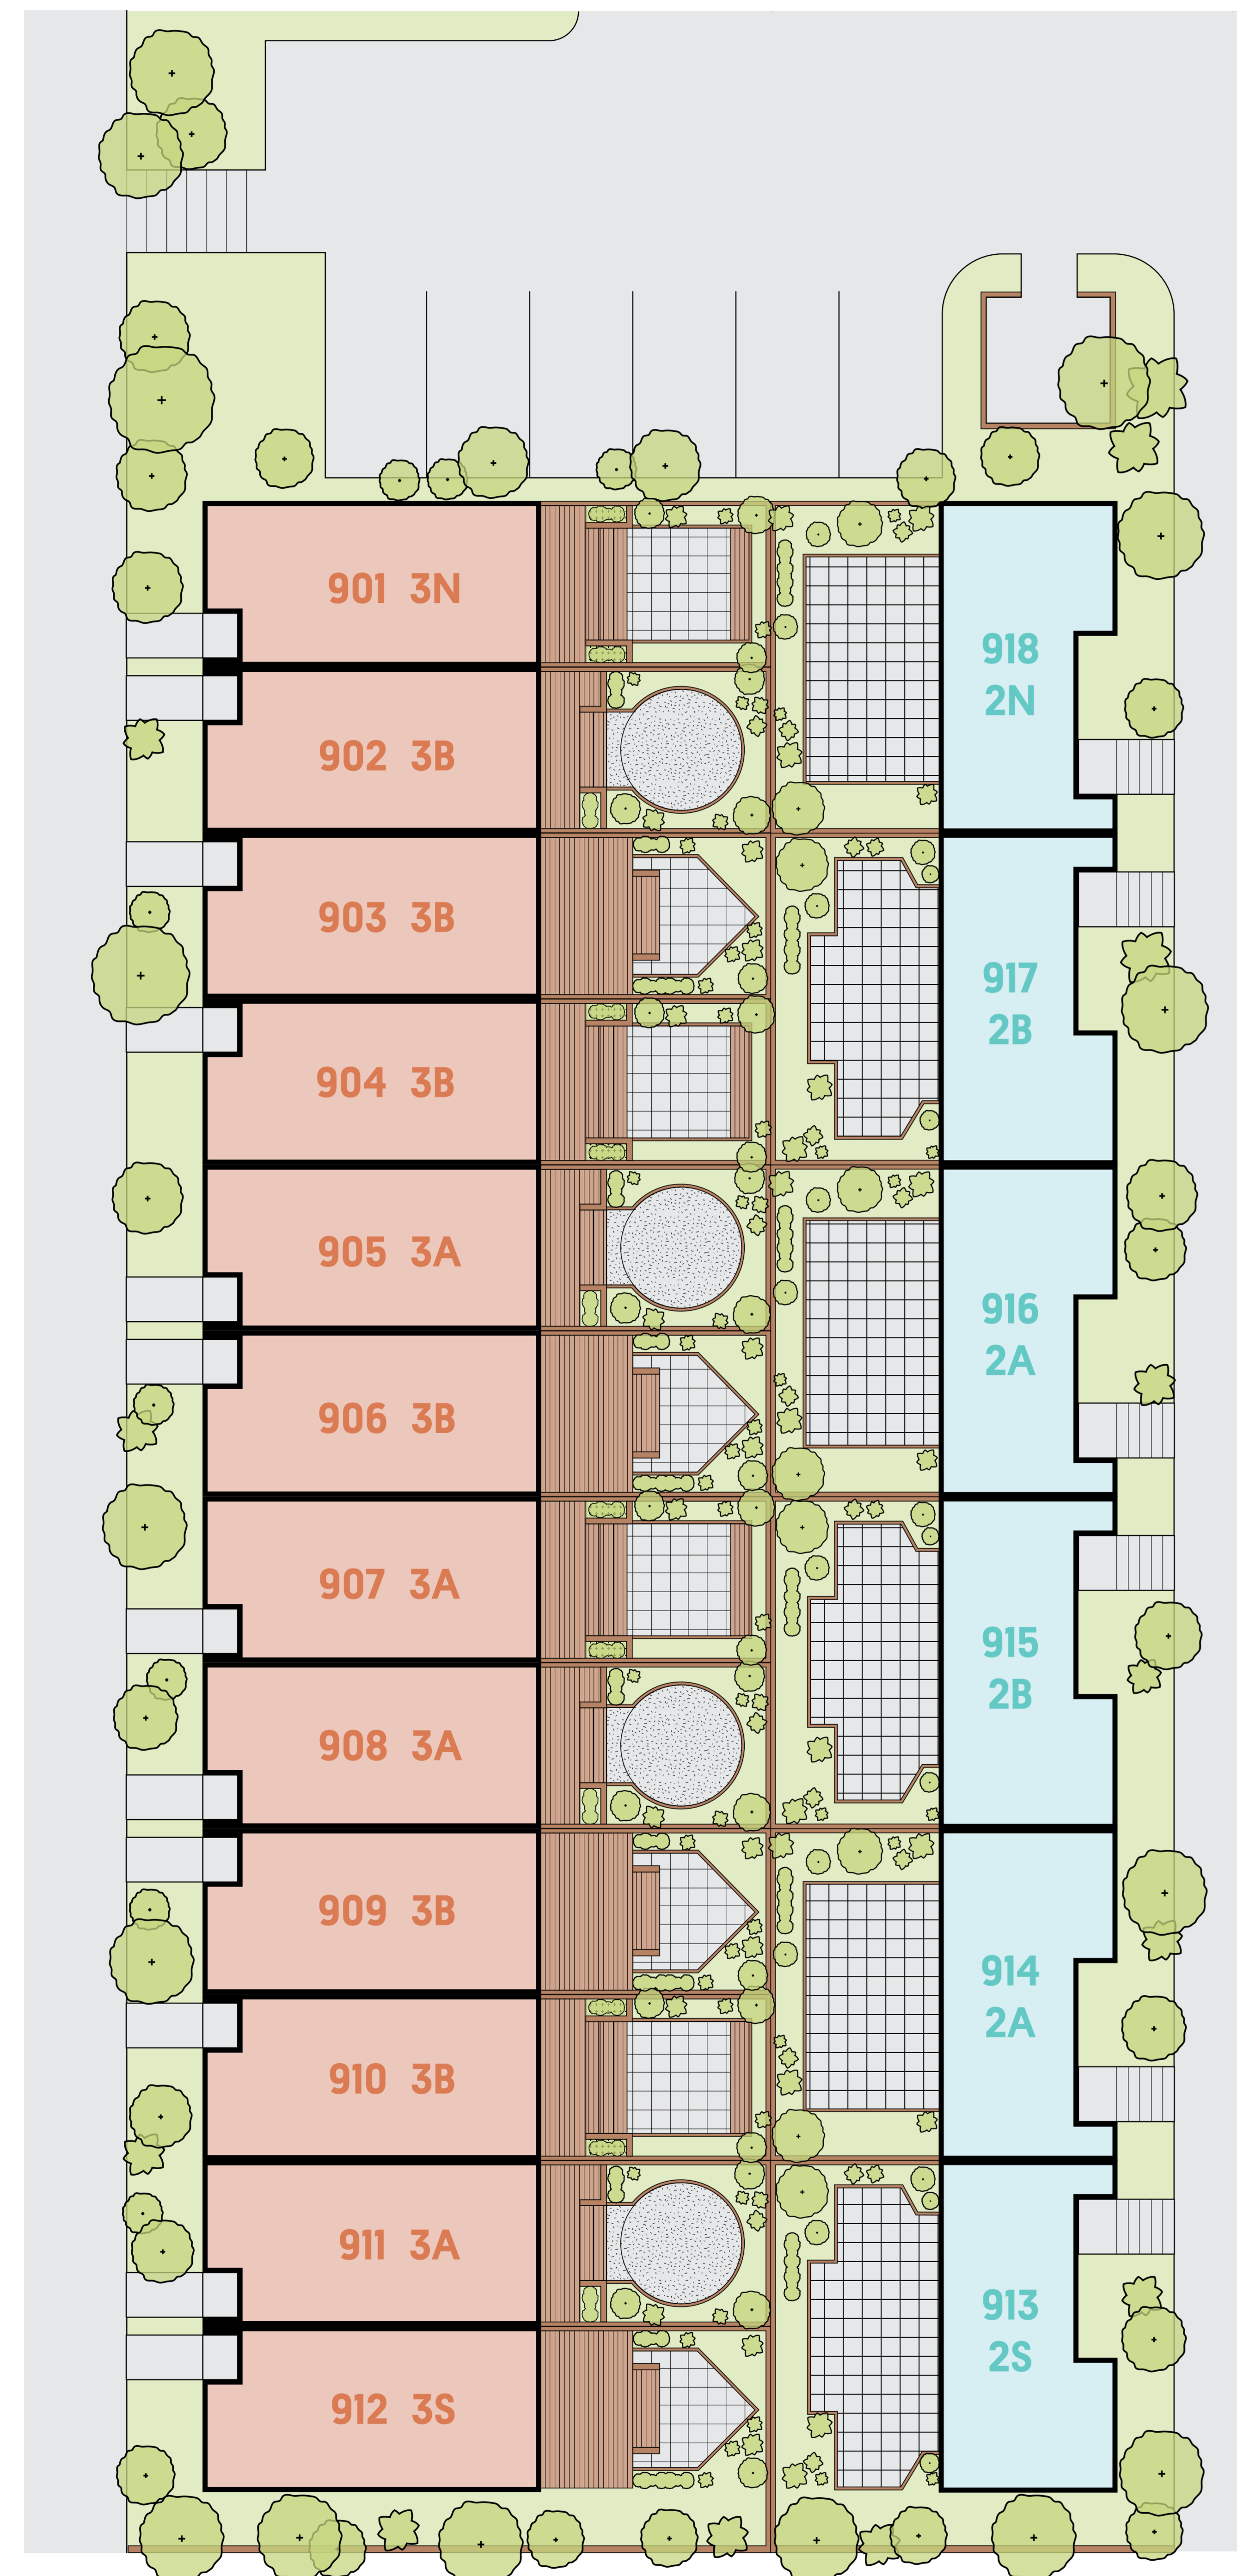 901 3N
902 3B
903 3B
904 3B
905 3A
906 3B
907 3A
908 3A
909 3B
910 3B
911 3A
912 3S
918
2N
917
2B
916
2A
915
2B
914
2A
913
2S